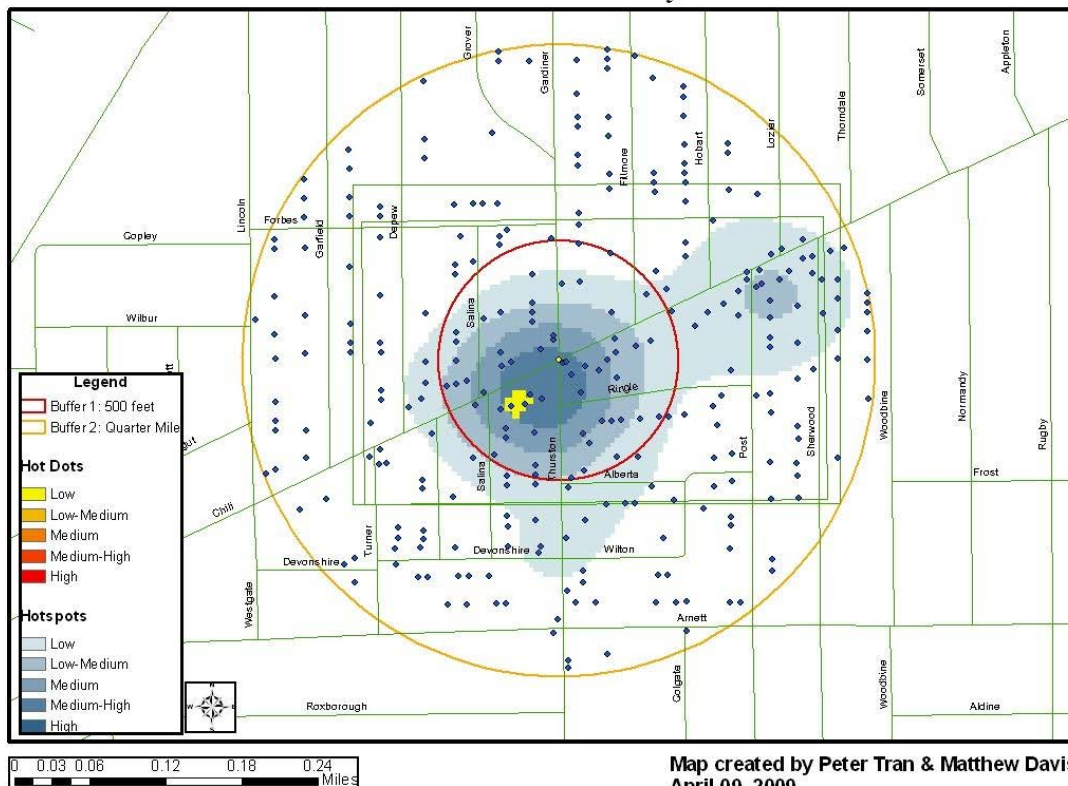 Grover
Gardiner
Fillmore
Hobart
Lozier
Thorndale
Somerset
Appleton
Lincoln
Forbes
Garfield
Depew
Copley
Wilbur
Salina
Ringle
Thurston
Salina
Alberta
Post
Sherwood
Woodbine
Normandy
Rugby
Frost
Chili
Turner
Devonshire
Devonshire
Wilton
Westgate
Arnett
Colgate
Woodbine
Roxborough
Aldine
Legend
Buffer 1: 500 feet
Buffer 2: Quarter Mile
Hot Dots
Low
Low-Medium
Medium
Medium-High
High
Hotspots
Low
Low-Medium
Medium
Medium-High
High
N
W E
S
0 0.03 0.06 0.12 0.18 0.24
Miles
Map created by Peter Tran & Matthew Davis
April 09, 2009